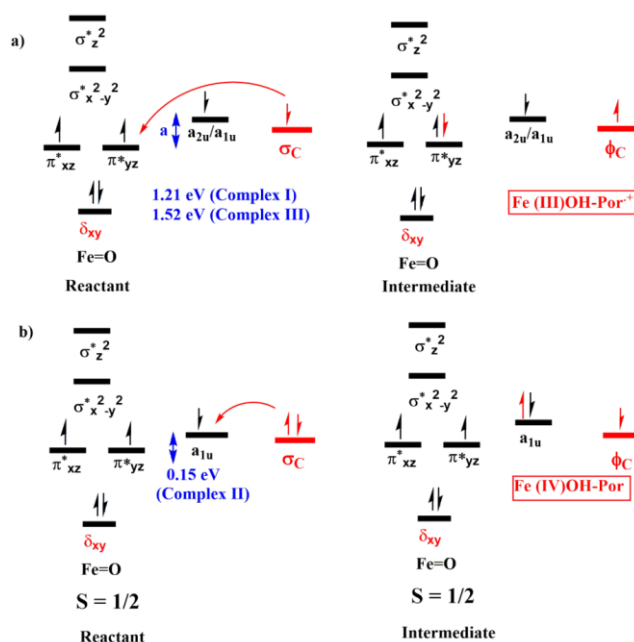 a)
σ*z²
σ*x²-y²
π*xz
π*yz
a
a2u/a1u
σC
1.21 eV (Complex I)
1.52 eV (Complex III)
δxy
Fe=O
Reactant
σ*z²
σ*x²-y²
π*xz
π*yz
a2u/a1u
ϕC
Fe (III)OH-Por·+
δxy
Fe=O
Intermediate
b)
σ*z²
σ*x²-y²
π*xz
π*yz
a1u
σC
0.15 eV
(Complex II)
δxy
Fe=O
S = 1/2
Reactant
σ*z²
σ*x²-y²
π*xz
π*yz
a1u
ϕC
Fe (IV)OH-Por
δxy
Fe=O
S = 1/2
Intermediate